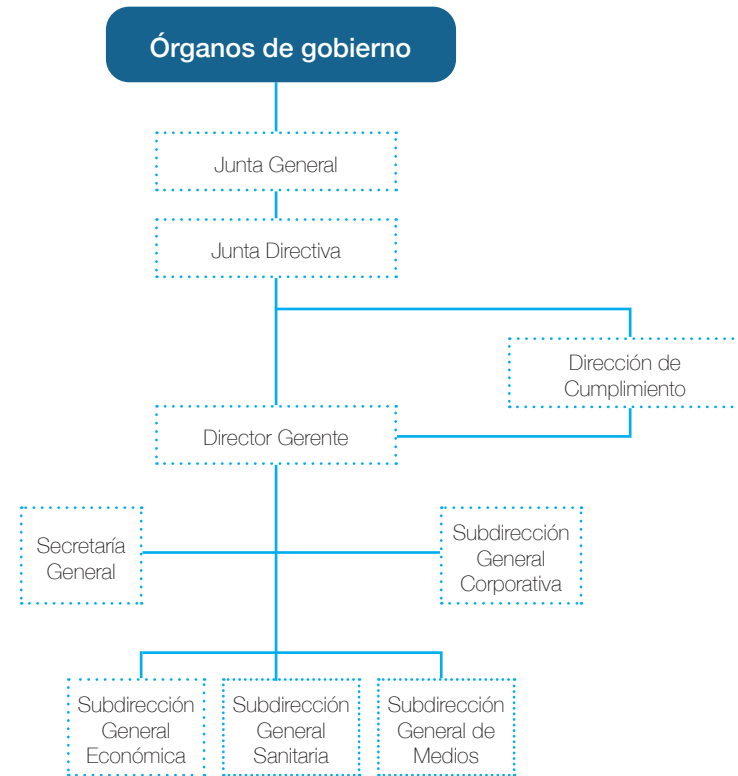 Órganos de gobierno
Junta General
Junta Directiva
Dirección de
Cumplimiento
Director Gerente
Secretaría
General
Subdirección
General
Corporativa
Subdirección
General
Económica
Subdirección
General
Sanitaria
Subdirección
General de
Medios